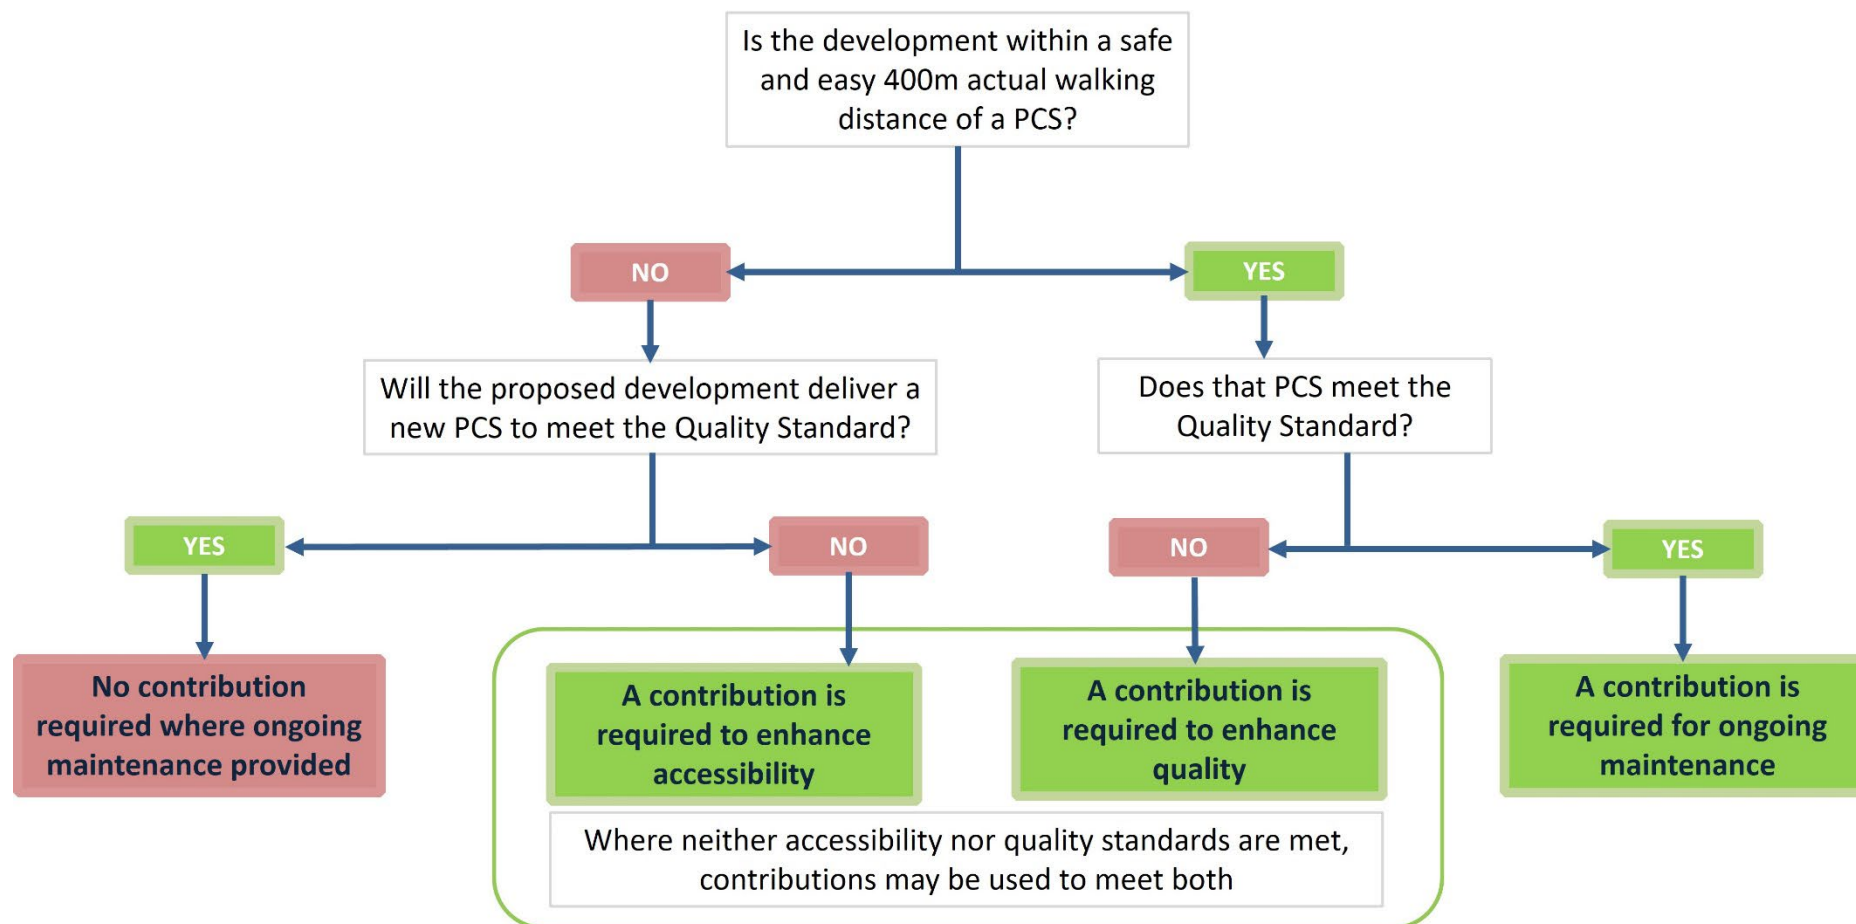 Is the development within a safe
and easy 400m actual walking
distance of a PCS?
NO
YES
Will the proposed development deliver a
new PCS to meet the Quality Standard?
Does that PCS meet the
Quality Standard?
YES
NO
NO
YES
No contribution
required where ongoing
maintenance provided
A contribution is
required to enhance
accessibility
A contribution is
required to enhance
quality
A contribution is
required for ongoing
maintenance
Where neither accessibility nor quality standards are met,
contributions may be used to meet both